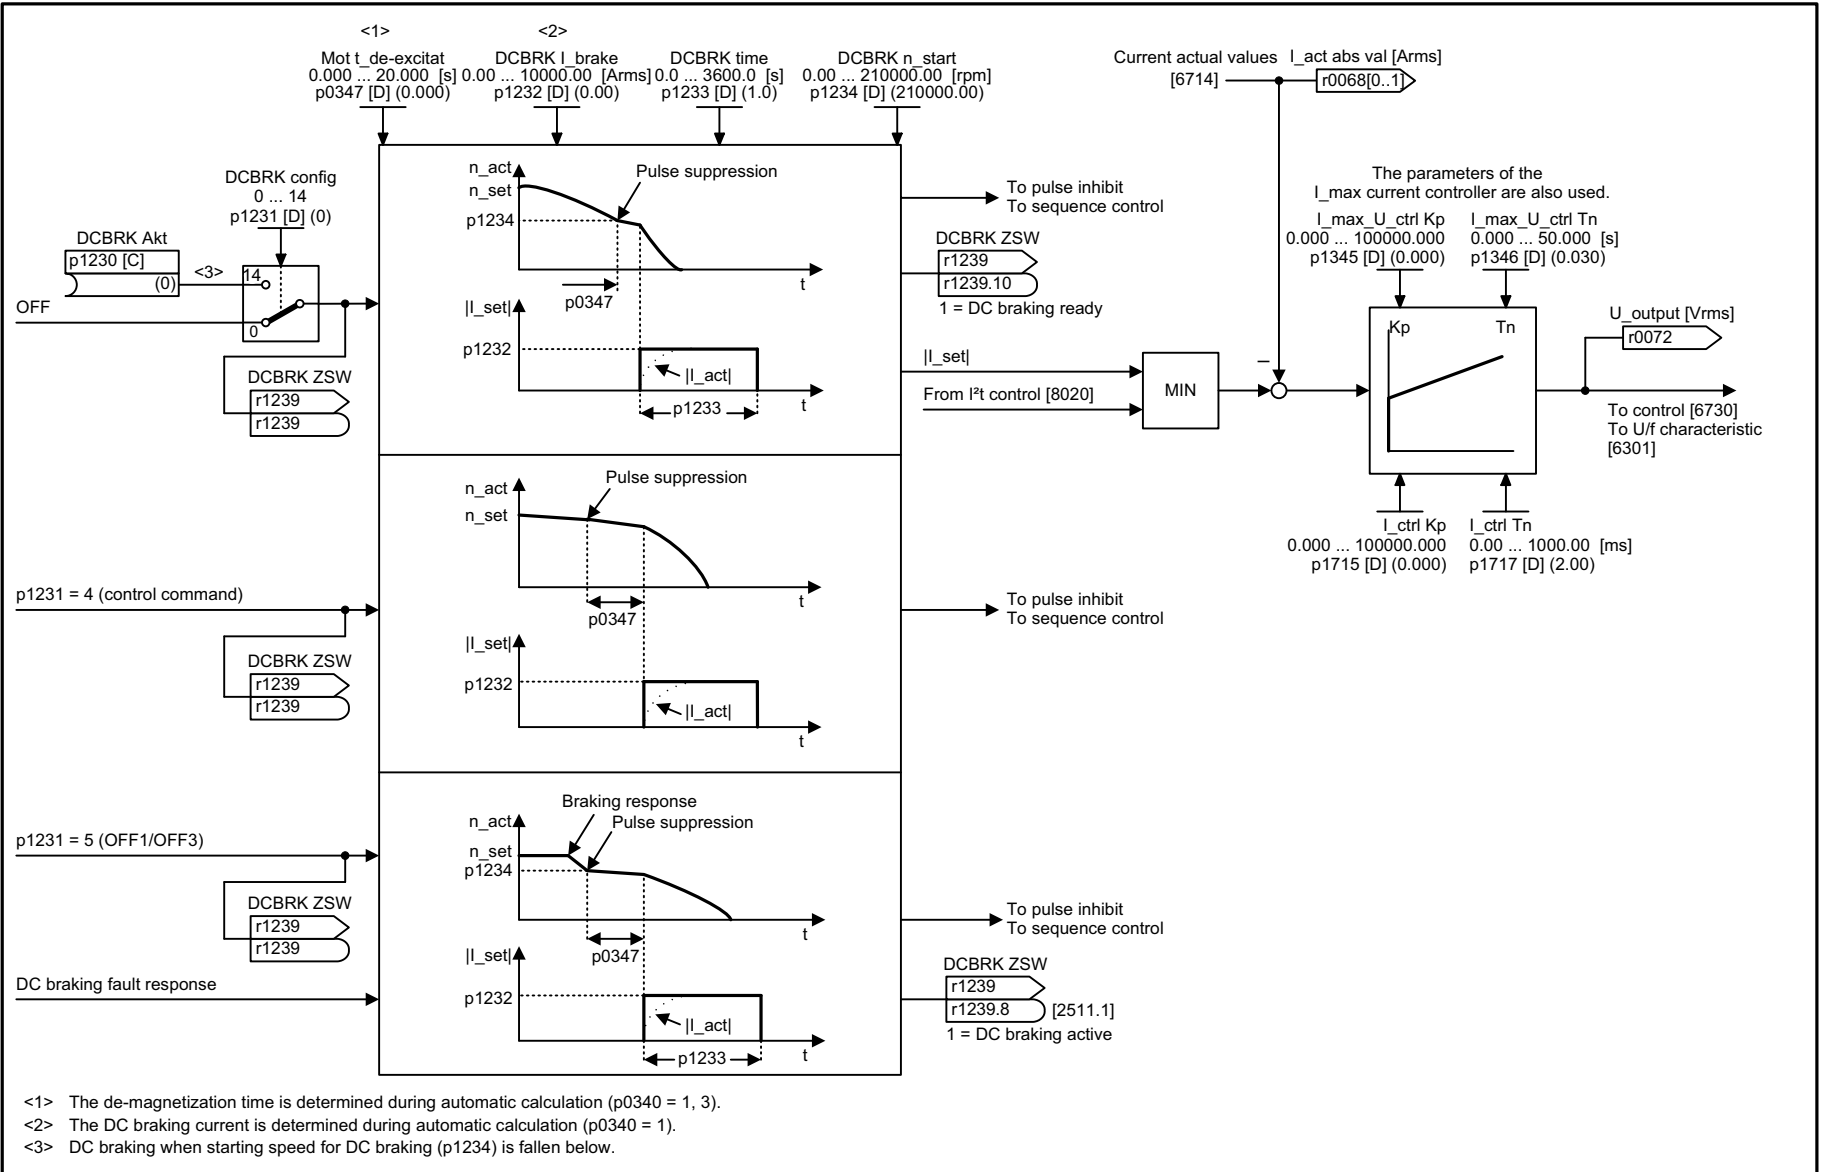 <1>
Mot t_de-excitat
0.000 ... 20.000 [s]
p0347 [D] (0.000)
<2>
DCBRK I_brake
0.00 ... 10000.00 [Arms]
p1232 [D] (0.00)
DCBRK time
0.0 ... 3600.0 [s]
p1233 [D] (1.0)
DCBRK n_start
0.00 ... 210000.00 [rpm]
p1234 [D] (210000.00)
Current actual values
[6714]
I_act abs val [Arms]
r0068[0..1]
DCBRK config
0 ... 14
p1231 [D] (0)
DCBRK Akt
p1230 [C]
(0)
<3>
14
0
OFF
DCBRK ZSW
r1239
r1239
n_act
n_set
p1234
Pulse suppression
p0347
t
|I_set|
p1232
|I_act|
p1233
t
To pulse inhibit
To sequence control
DCBRK ZSW
r1239
r1239.10
1 = DC braking ready
|I_set|
From I²t control [8020]
MIN
–
The parameters of the
I_max current controller are also used.
I_max_U_ctrl Kp
0.000 ... 100000.000
p1345 [D] (0.000)
I_max_U_ctrl Tn
0.000 ... 50.000 [s]
p1346 [D] (0.030)
Kp
Tn
U_output [Vrms]
r0072
To control [6730]
To U/f characteristic
[6301]
I_ctrl Kp
0.000 ... 100000.000
p1715 [D] (0.000)
I_ctrl Tn
0.00 ... 1000.00 [ms]
p1717 [D] (2.00)
p1231 = 4 (control command)
DCBRK ZSW
r1239
r1239
n_act
n_set
Pulse suppression
p0347
t
|I_set|
p1232
|I_act|
t
To pulse inhibit
To sequence control
p1231 = 5 (OFF1/OFF3)
DCBRK ZSW
r1239
r1239
DC braking fault response
Braking response
Pulse suppression
n_act
n_set
p1234
p0347
t
|I_set|
p1232
|I_act|
p1233
t
To pulse inhibit
To sequence control
DCBRK ZSW
r1239
r1239.8
[2511.1]
1 = DC braking active
<1> The de-magnetization time is determined during automatic calculation (p0340 = 1, 3).
<2> The DC braking current is determined during automatic calculation (p0340 = 1).
<3> DC braking when starting speed for DC braking (p1234) is fallen below.